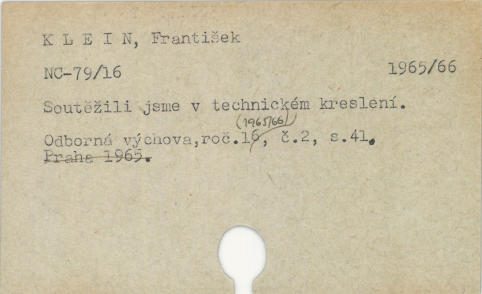 K L E I N, František
NC-79/16 1965/66
Soutěžili jsme v technickém kreslení.
(1965/66)
Odborná výchova,roč.16, č.2, s.41.
Praha 1965.